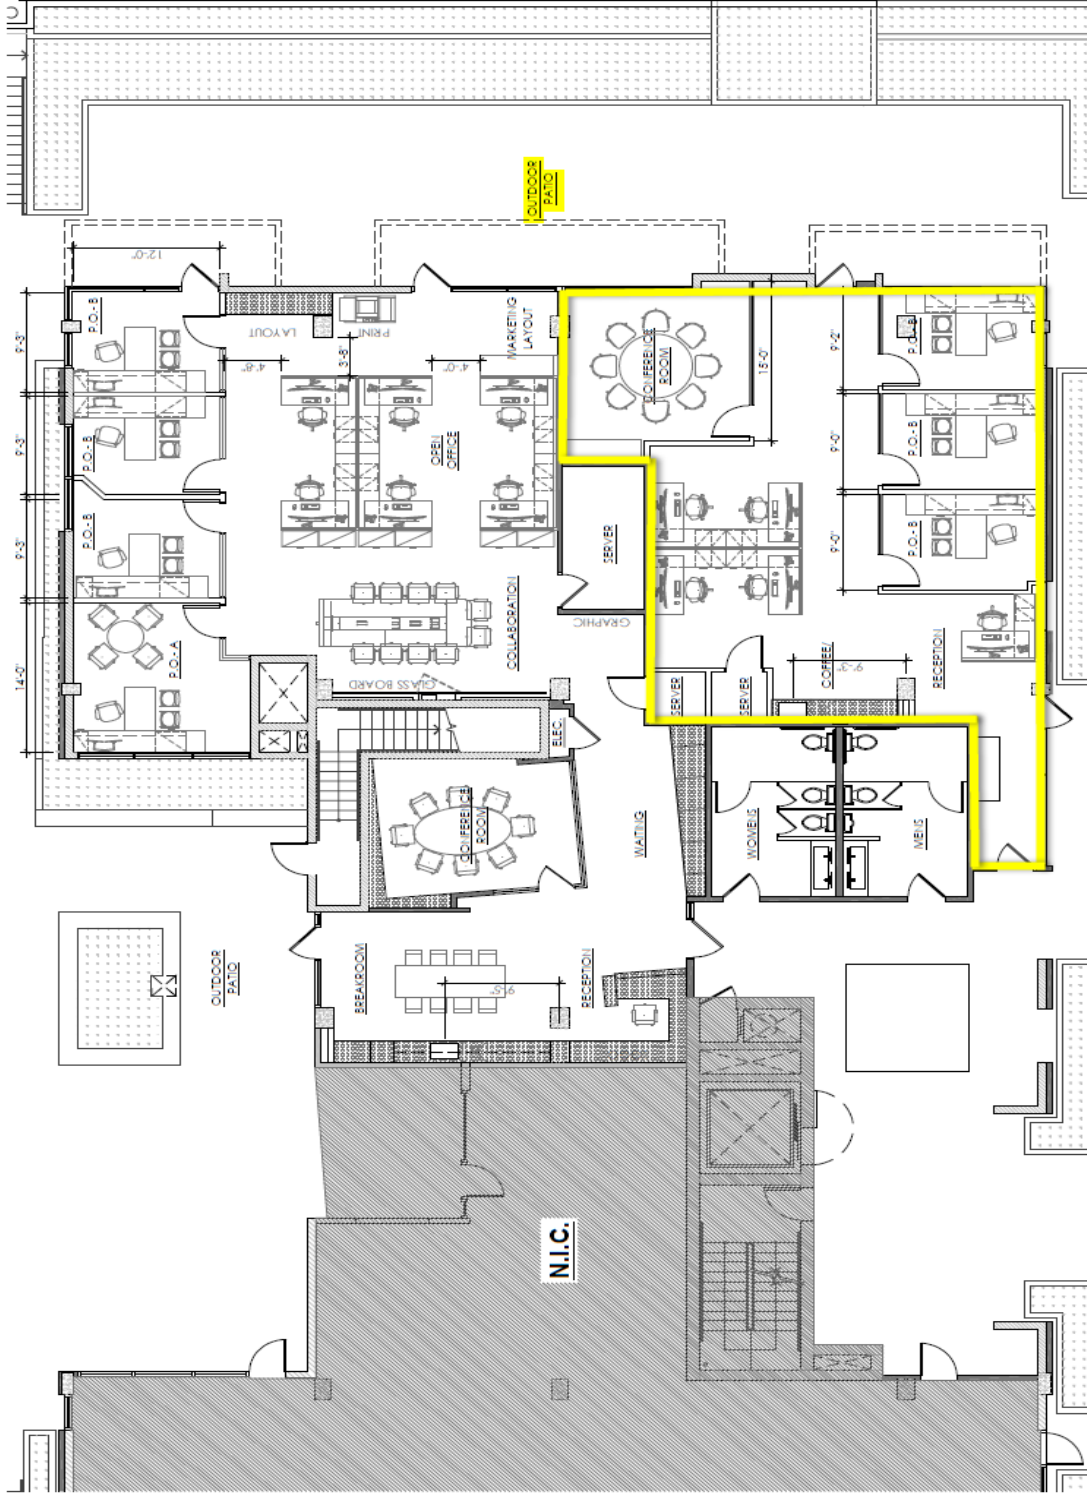 OUTDOOR
PATIO
12'-0"
9'-3"
9'-3"
9'-3"
14'-0"
P.O.- B
P.O.- B
P.O.- B
P.O.- A
LAYOUT
PRINT
MARKETING
LAYOUT
3'-8"
4'-8"
4'-0"
OPEN
OFFICE
COLLABORATION
GLASS BOARD
GRAPHIC
SERVER
CONFERENCE
ROOM
15'-0"
9'-2"
9'-0"
9'-0"
P.O.- B
P.O.- B
P.O.- B
SERVER
SERVER
COFFEE/
9'-3"
RECEPTION
ELEC.
CONFERENCE
ROOM
WAITING
WOMENS
MENS
OUTDOOR
PATIO
BREAKROOM
9'-5"
RECEPTION
N.I.C.